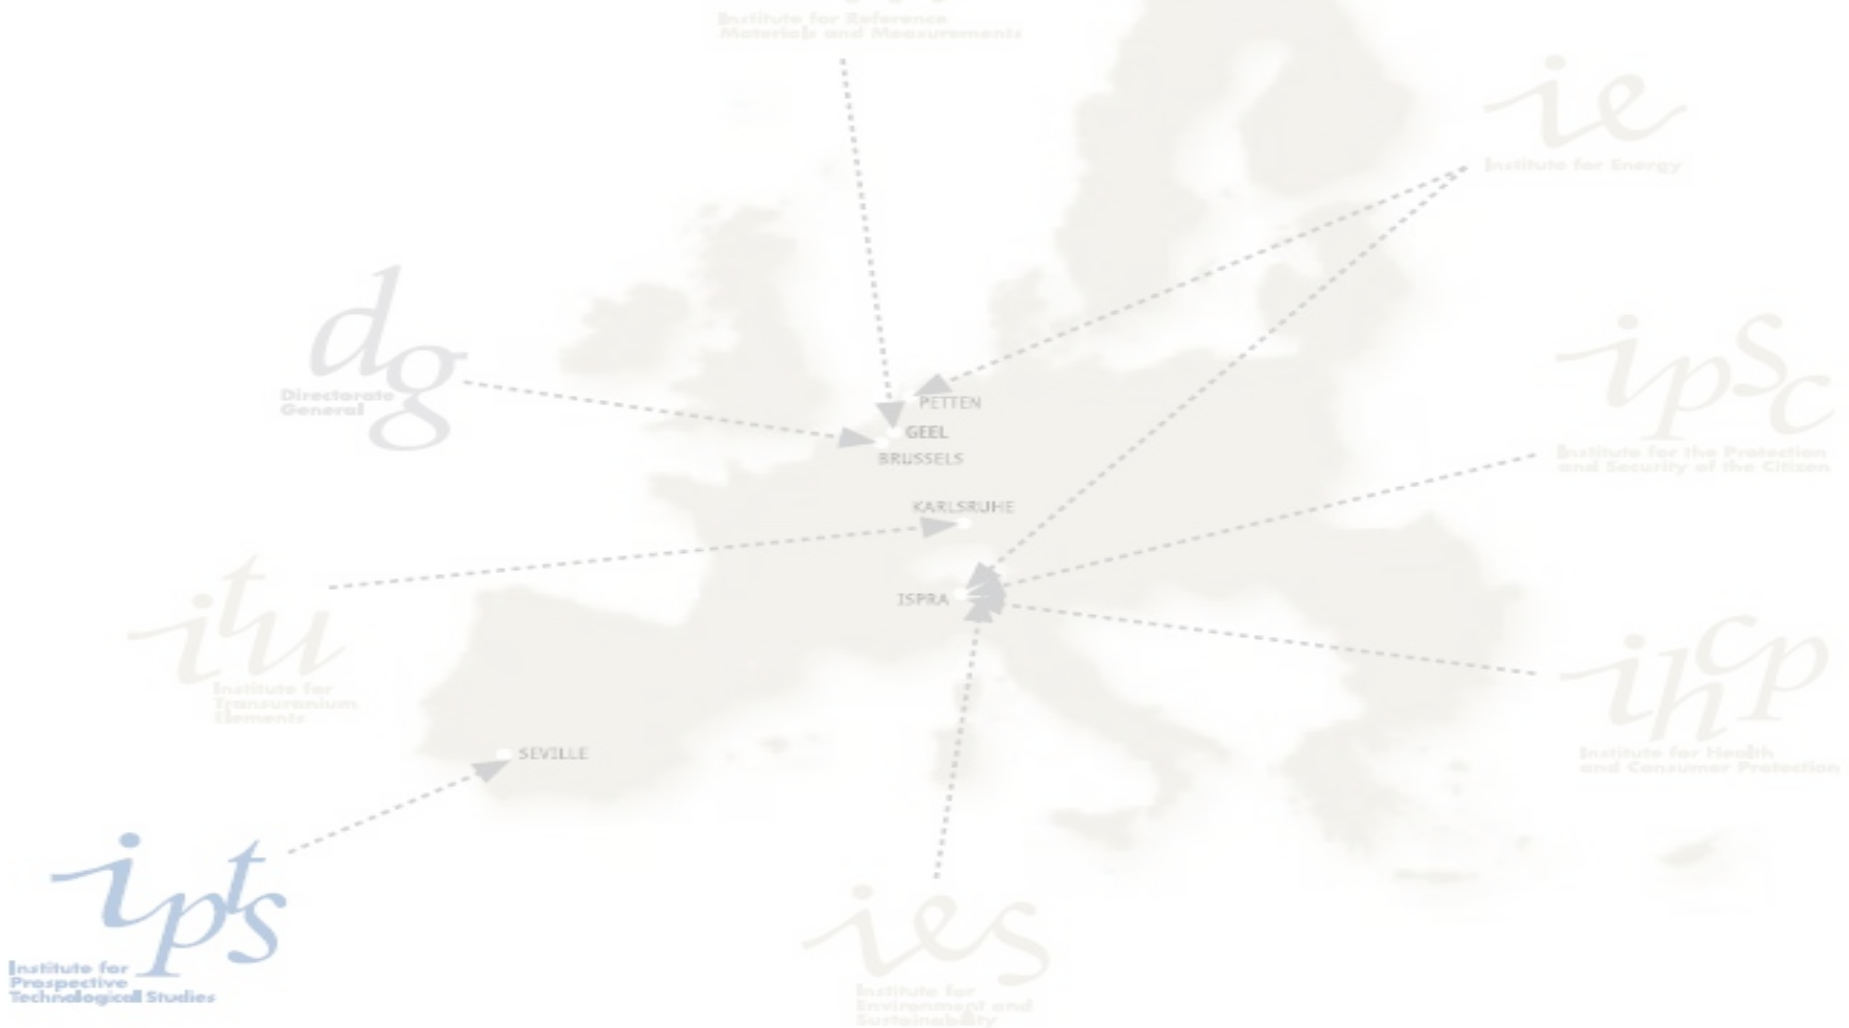 Institute for Reference
Materials and Measurements
ie
Institute for Energy
dg
Directorate
General
ipsc
Institute for the Protection
and Security of the Citizen
PETTEN
GEEL
BRUSSELS
KARLSRUHE
ISPRA
itu
Institute for
Transuranium
Elements
ihcp
Institute for Health
and Consumer Protection
SEVILLE
ipts
Institute for
Prospective
Technological Studies
ies
Institute for
Environment and
Sustainability